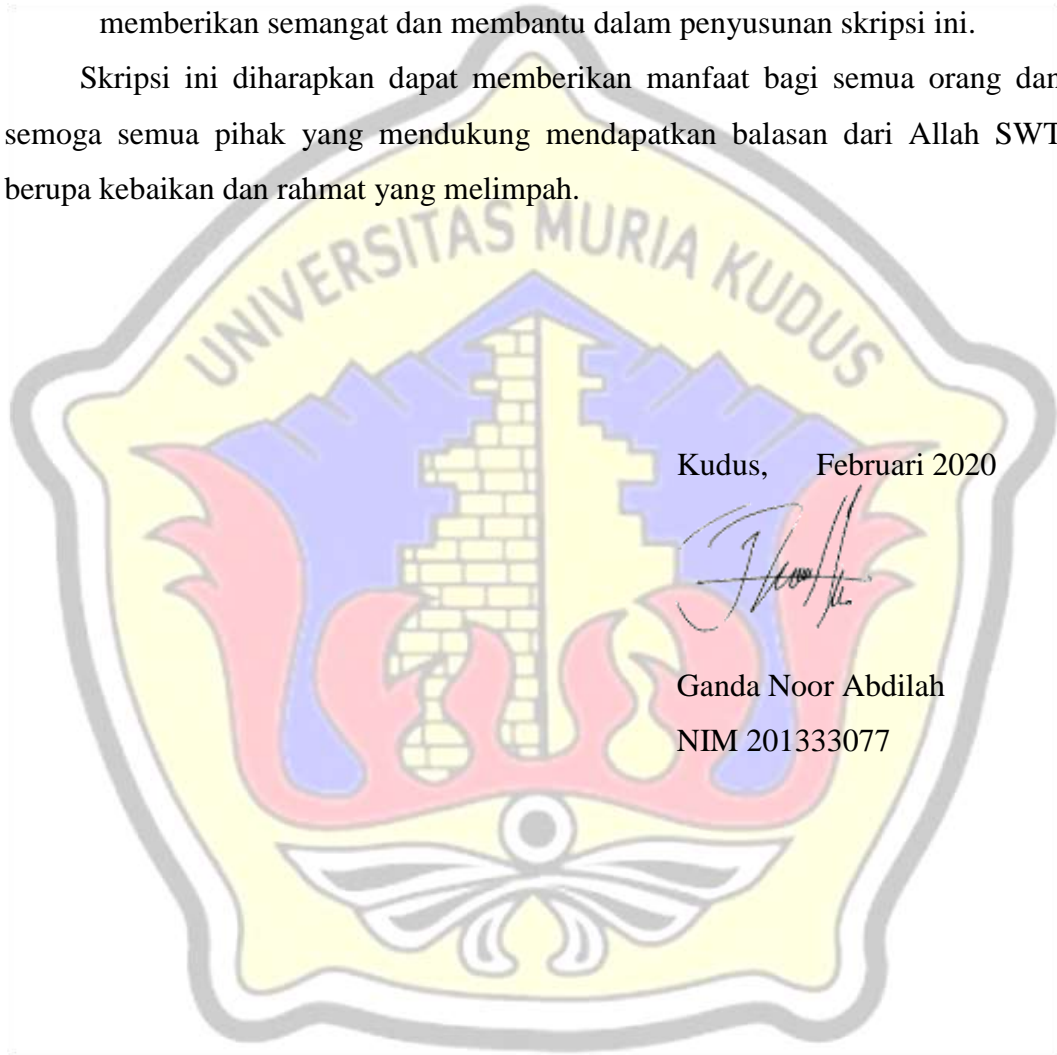 memberikan semangat dan membantu dalam penyusunan skripsi ini.
Skripsi ini diharapkan dapat memberikan manfaat bagi semua orang dan
semoga semua pihak yang mendukung mendapatkan balasan dari Allah SWT
berupa kebaikan dan rahmat yang melimpah.
UNIVERSITAS MURIA KUDUS
Kudus, Februari 2020
Ganda Noor Abdilah
NIM 201333077